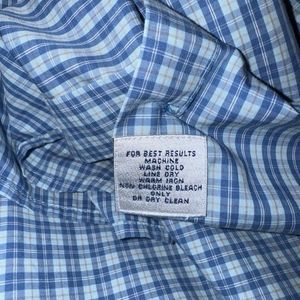 FOR BEST RESULTS
MACHINE
WASH COLD
LINE DRY
WARM IRON
NON CHLORINE BLEACH
ONLY
OR DRY CLEAN